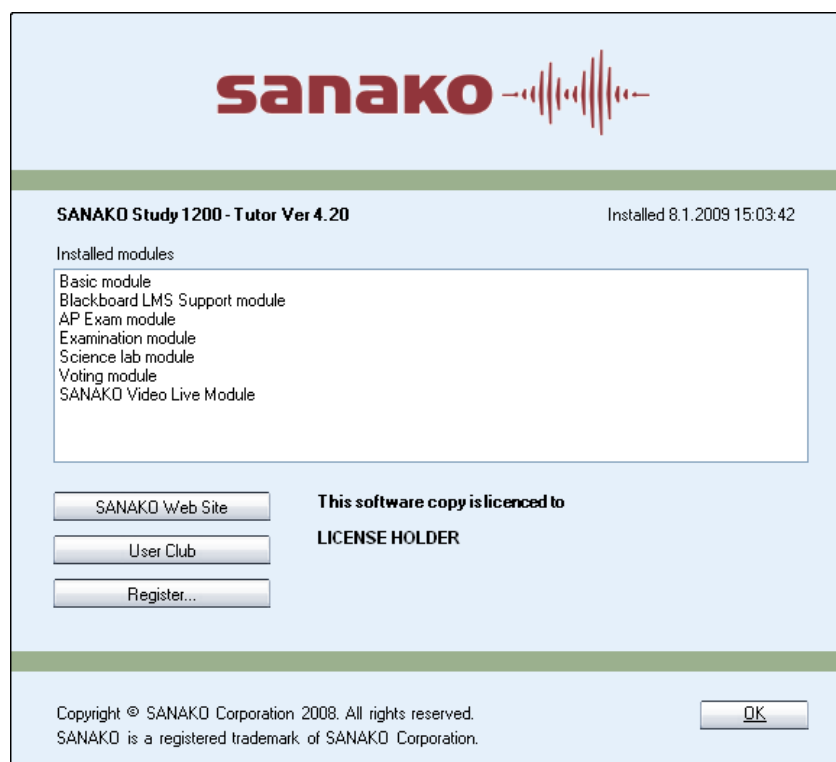 sanako
SANAKO Study 1200 - Tutor Ver 4.20
Installed 8.1.2009 15:03:42
Installed modules
Basic module
Blackboard LMS Support module
AP Exam module
Examination module
Science lab module
Voting module
SANAKO Video Live Module
SANAKO Web Site
User Club
Register...
This software copy is licenced to
LICENSE HOLDER
Copyright © SANAKO Corporation 2008. All rights reserved.
SANAKO is a registered trademark of SANAKO Corporation.
OK